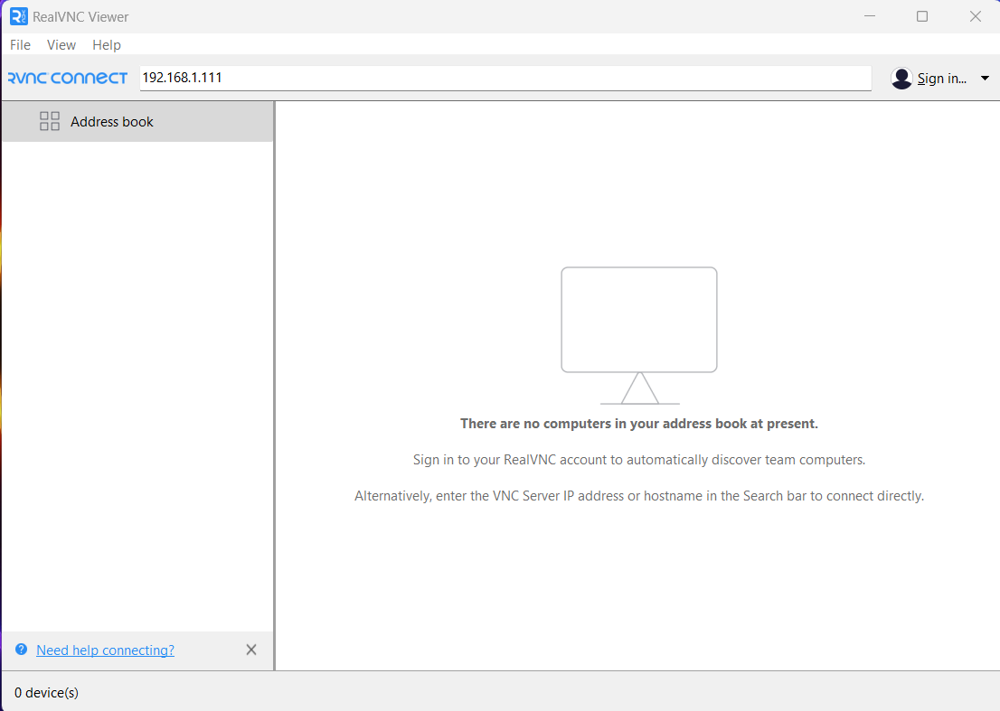 RealVNC Viewer
File View Help
RVNC CONNECT 192.168.1.111 Sign in...
Address book
There are no computers in your address book at present.
Sign in to your RealVNC account to automatically discover team computers.
Alternatively, enter the VNC Server IP address or hostname in the Search bar to connect directly.
Need help connecting?
0 device(s)